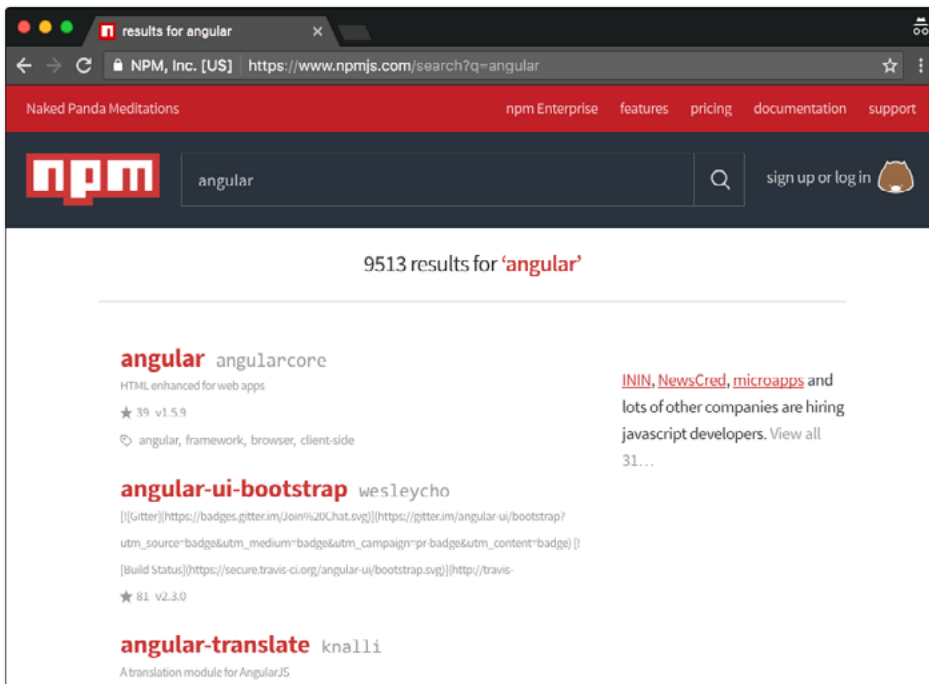 results for angular
NPM, Inc. [US] https://www.npmjs.com/search?q=angular
Naked Panda Meditations npm Enterprise features pricing documentation support
npm angular sign up or log in
9513 results for ‘angular’
angular angularcore
HTML enhanced for web apps
39 v1.5.9
angular, framework, browser, client-side
ININ, NewsCred, microapps and
lots of other companies are hiring
javascript developers. View all
31...
angular-ui-bootstrap wesleycho
[![Gitter](https://badges.gitter.im/Join%20Chat.svg)](https://gitter.im/angular-ui/bootstrap?
utm_source=badge&utm_medium=badge&utm_campaign=pr-badge&utm_content=badge) [!
[Build Status](https://secure.travis-ci.org/angular-ui/bootstrap.svg)](http://travis-
81 v2.3.0
angular-translate knalli
A translation module for AngularJS